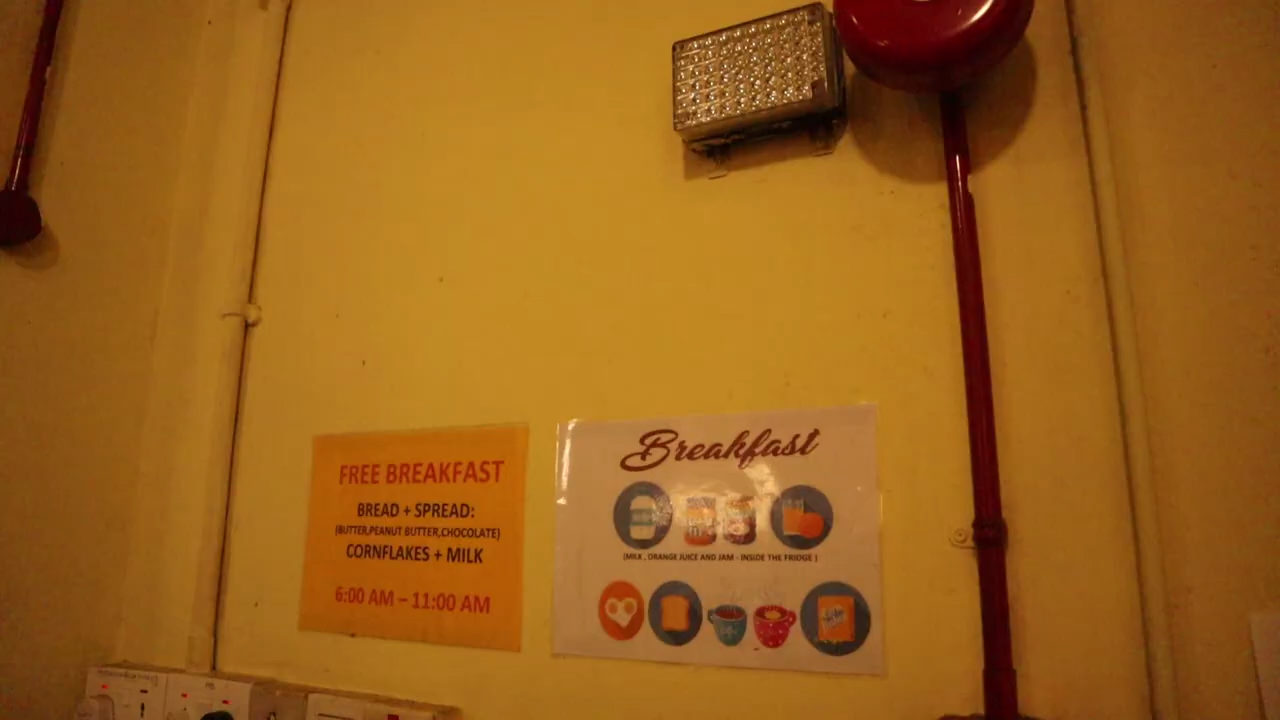 FREE BREAKFAST
BREAD + SPREAD:
(BUTTER,PEANUT BUTTER,CHOCOLATE)
CORNFLAKES + MILK
6:00 AM – 11:00 AM
Breakfast
(MILK , ORANGE JUICE AND JAM - INSIDE THE FRIDGE )